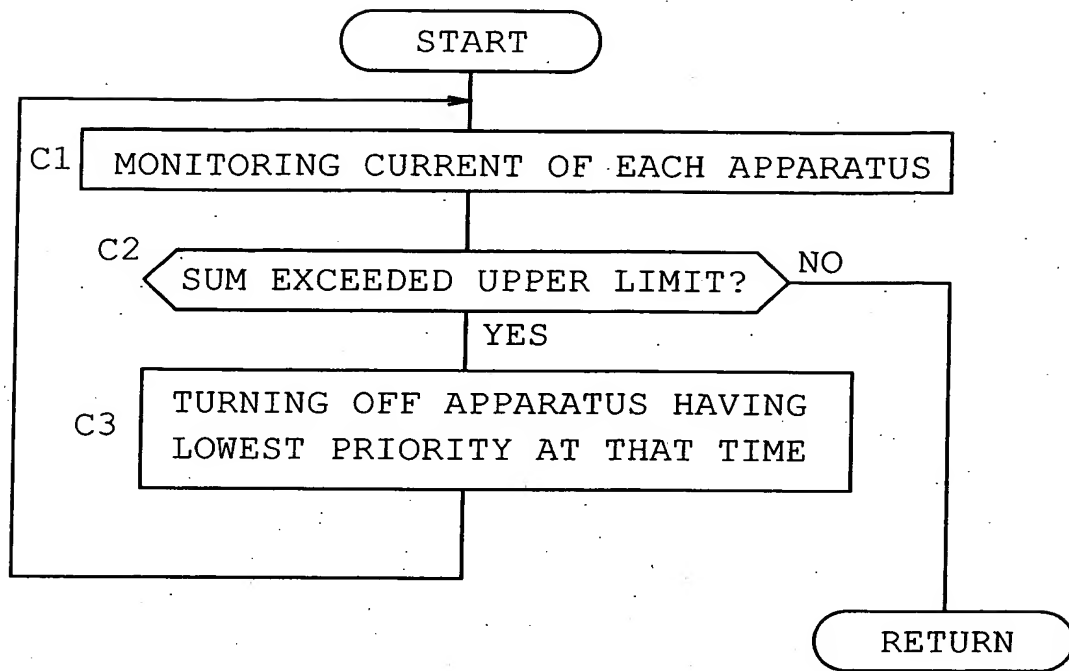 START
C1
MONITORING CURRENT OF EACH APPARATUS
C2
SUM EXCEEDED UPPER LIMIT?
NO
YES
C3
TURNING OFF APPARATUS HAVING
LOWEST PRIORITY AT THAT TIME
RETURN